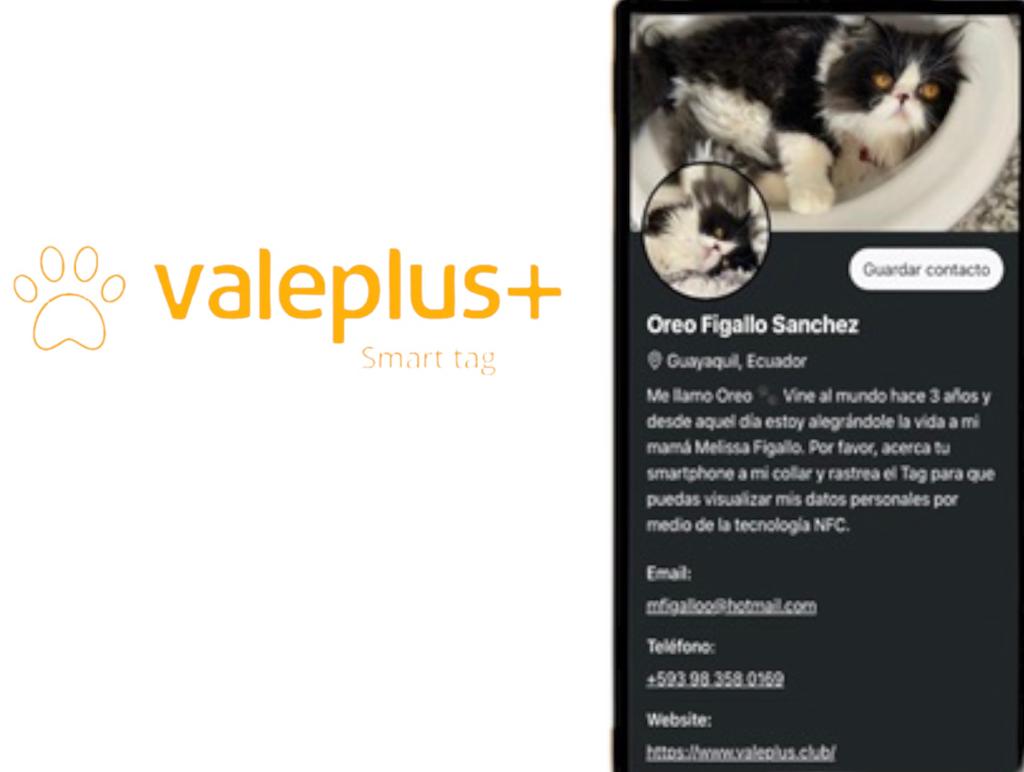 valeplus+
Smart tag
Guardar contacto
Oreo Figallo Sanchez
Guayaquil, Ecuador
Me llamo Oreo 🐾 Vine al mundo hace 3 años y
desde aquel día estoy alegrándole la vida a mi
mamá Melissa Figallo. Por favor, acerca tu
smartphone a mi collar y rastrea el Tag para que
puedas visualizar mis datos personales por
medio de la tecnología NFC.
Email:
mfigalloo@hotmail.com
Teléfono:
+593 98 358 0169
Website:
https://www.valeplus.club/